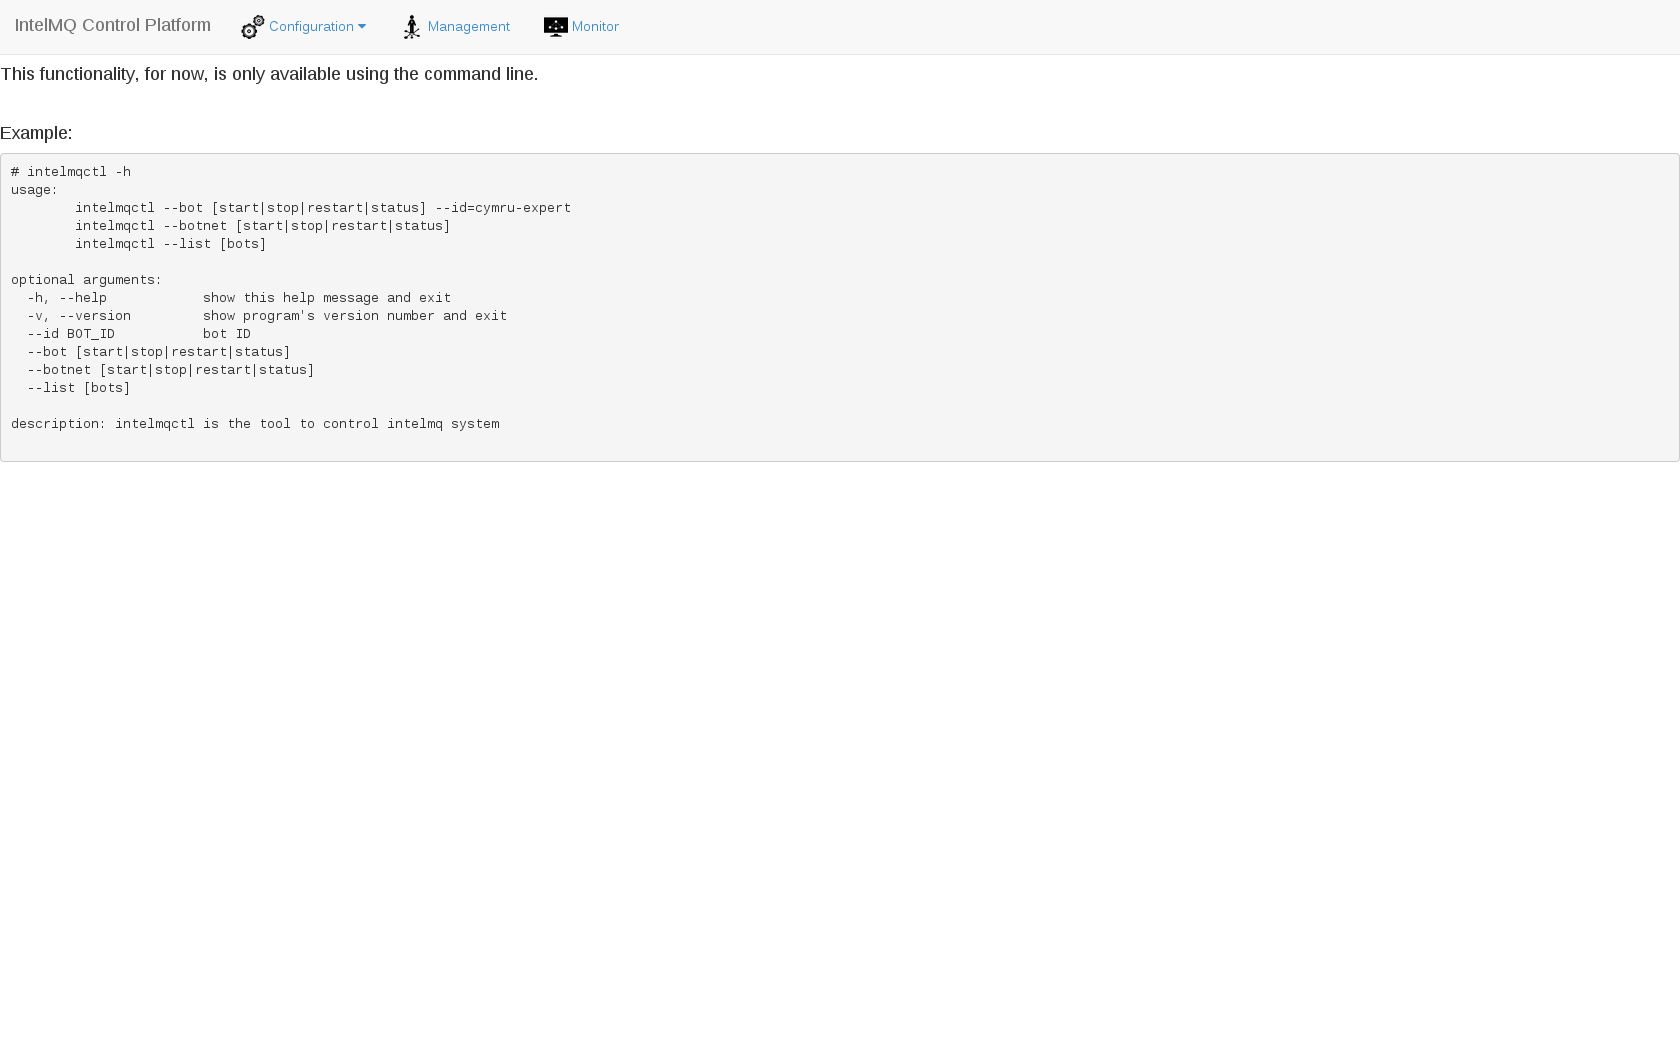 IntelMQ Control Platform Configuration Management Monitor
This functionality, for now, is only available using the command line.
Example:
# intelmqctl -h
usage:
        intelmqctl --bot [start|stop|restart|status] --id=cymru-expert
        intelmqctl --botnet [start|stop|restart|status]
        intelmqctl --list [bots]

optional arguments:
  -h, --help            show this help message and exit
  -v, --version         show program's version number and exit
  --id BOT_ID           bot ID
  --bot [start|stop|restart|status]
  --botnet [start|stop|restart|status]
  --list [bots]

description: intelmqctl is the tool to control intelmq system